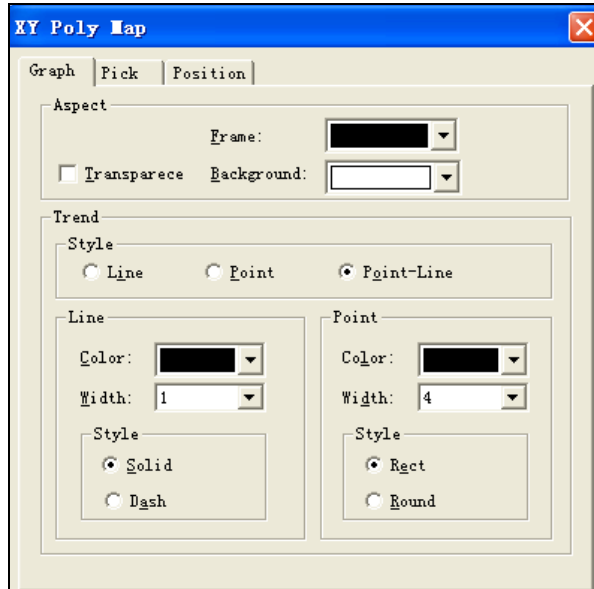 XY Poly Map
Graph Pick Position
Aspect
Frame:
Transparece Background:
Trend
Style
Line Point Point-Line
Line Point
Color: Color:
Width: 1 Width: 4
Style Style
Solid Rect
Dash Round